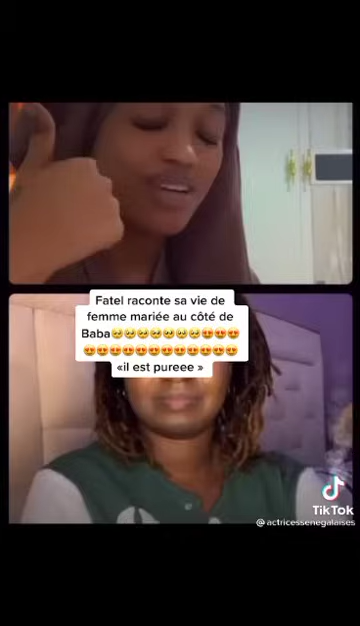 Fatel raconte sa vie de
femme mariée au côté de
Baba🥹🥹🥹🥹🥹🥹🥹😍😍😍
😍😍😍😍😍😍😍😍😍😍😍😍
«il est pureee »
TikTok
@actricessenegalaises